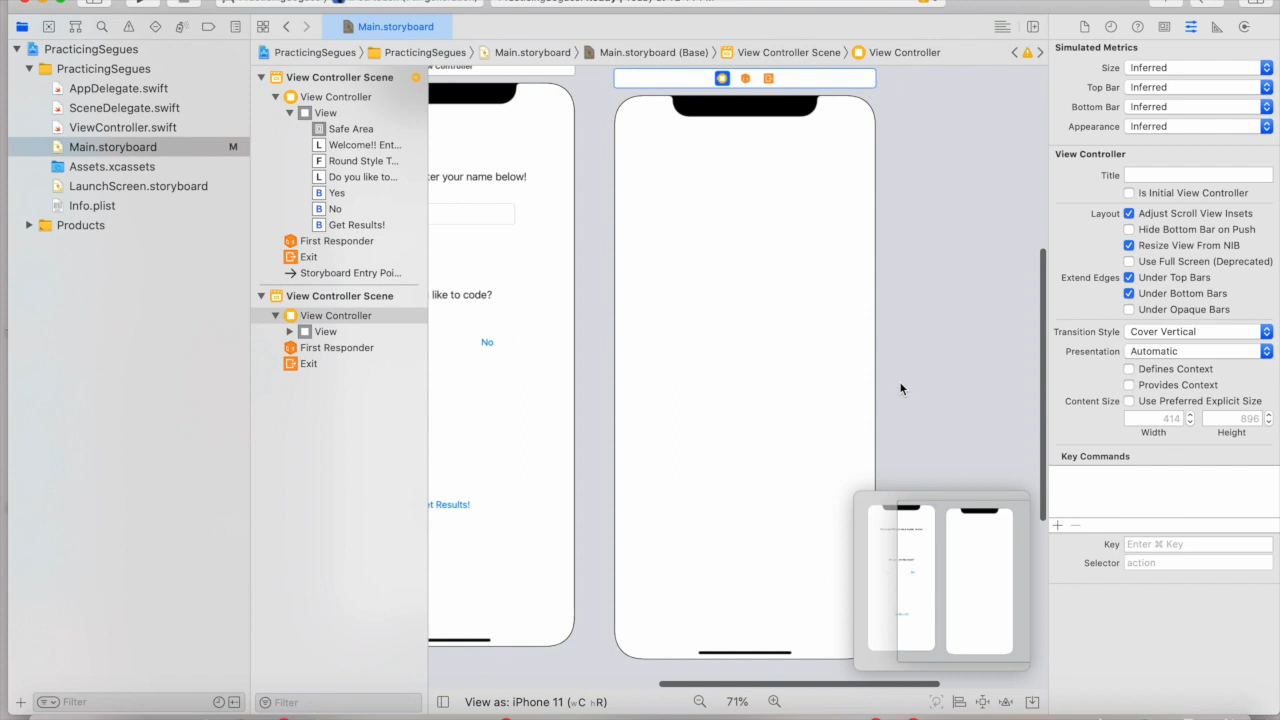 Main.storyboard
PracticingSegues
PracticingSegues
AppDelegate.swift
SceneDelegate.swift
ViewController.swift
Main.storyboard
M
Assets.xcassets
LaunchScreen.storyboard
Info.plist
Products
Filter
PracticingSegues
PracticingSegues
Main.storyboard
Main.storyboard (Base)
View Controller Scene
View Controller
View Controller Scene
View Controller
View
Safe Area
L Welcome!! Ent...
F Round Style T...
L Do you like to...
B Yes
B No
B Get Results!
First Responder
Exit
Storyboard Entry Poi...
View Controller Scene
View Controller
View
First Responder
Exit
Filter
er your name below!
like to code?
No
et Results!
View as: iPhone 11 (wC hR)
71%
Simulated Metrics
Size Inferred
Top Bar Inferred
Bottom Bar Inferred
Appearance Inferred
View Controller
Title
Is Initial View Controller
Layout Adjust Scroll View Insets
Hide Bottom Bar on Push
Resize View From NIB
Use Full Screen (Deprecated)
Extend Edges Under Top Bars
Under Bottom Bars
Under Opaque Bars
Transition Style Cover Vertical
Presentation Automatic
Defines Context
Provides Context
Content Size Use Preferred Explicit Size
414 896
Width Height
Key Commands
Key Enter ⌘ Key
Selector action